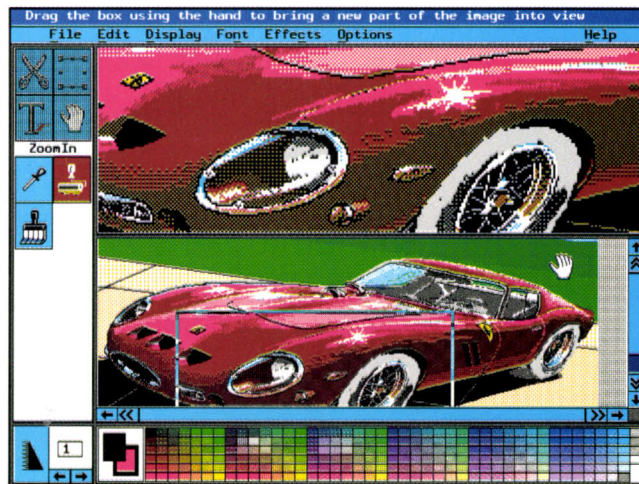 Drag the box using the hand to bring a new part of the image into view
File Edit Display Font Effects Options Help
T
ZoomIn
1